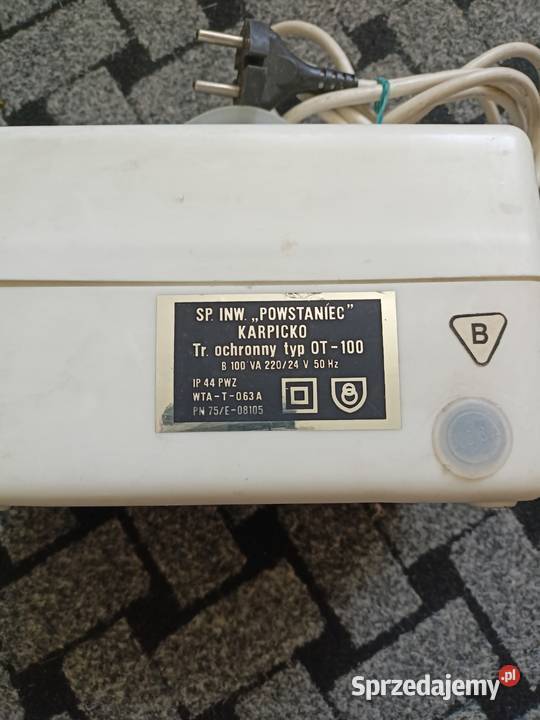 SP. INW. „POWSTANIEC"
KARPICKO
Tr. ochronny typ OT-100
B 100 VA 220/24 V 50 Hz
IP 44 PWZ
WTA-T-063A
PN 75/E-08105
B
Sprzedajemy.pl